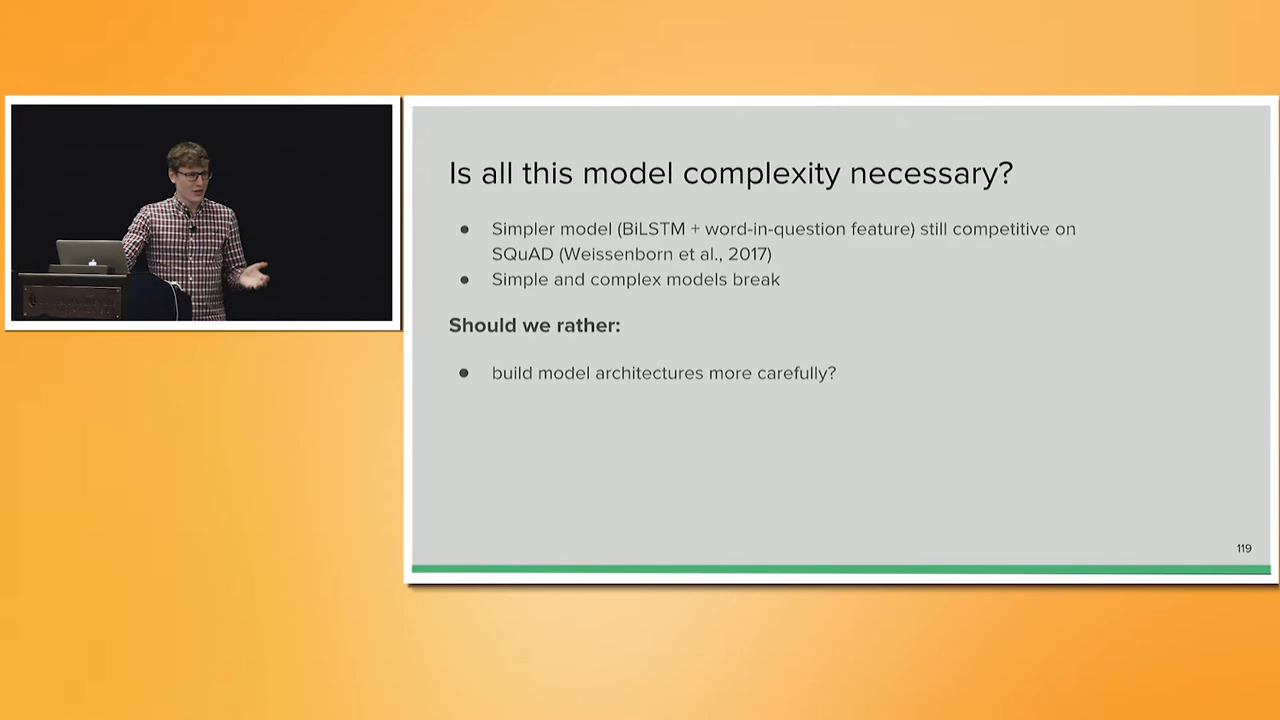 Is all this model complexity necessary?
● Simpler model (BiLSTM + word-in-question feature) still competitive on
SQuAD (Weissenborn et al., 2017)
● Simple and complex models break
Should we rather:
● build model architectures more carefully?
119